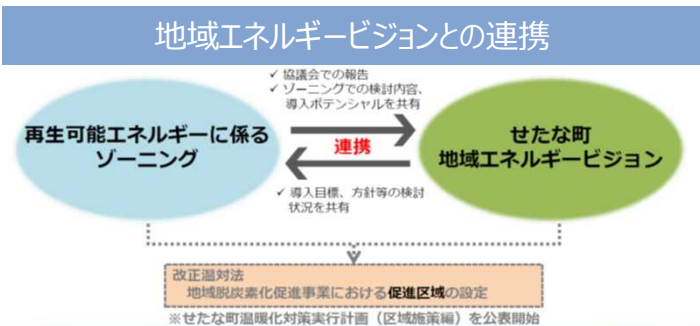 地域エネルギービジョンとの連携
✓ 協議会での報告
✓ ゾーニングでの検討内容、
導入ポテンシャルを共有
再生可能エネルギーに係る
ゾーニング
連携
せたな町
地域エネルギービジョン
✓ 導入目標、方針等の検討
状況を共有
改正温対法
地域脱炭素化促進事業における促進区域の設定
※せたな町温暖化対策実行計画（区域施策編）を公表開始